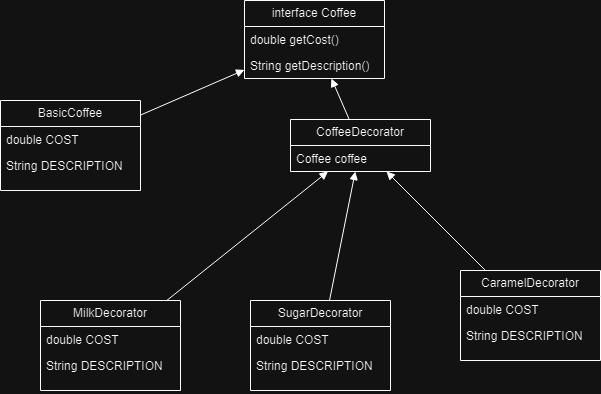 interface Coffee
double getCost()
String getDescription()
BasicCoffee
double COST
String DESCRIPTION
CoffeeDecorator
Coffee coffee
MilkDecorator
double COST
String DESCRIPTION
SugarDecorator
double COST
String DESCRIPTION
CaramelDecorator
double COST
String DESCRIPTION